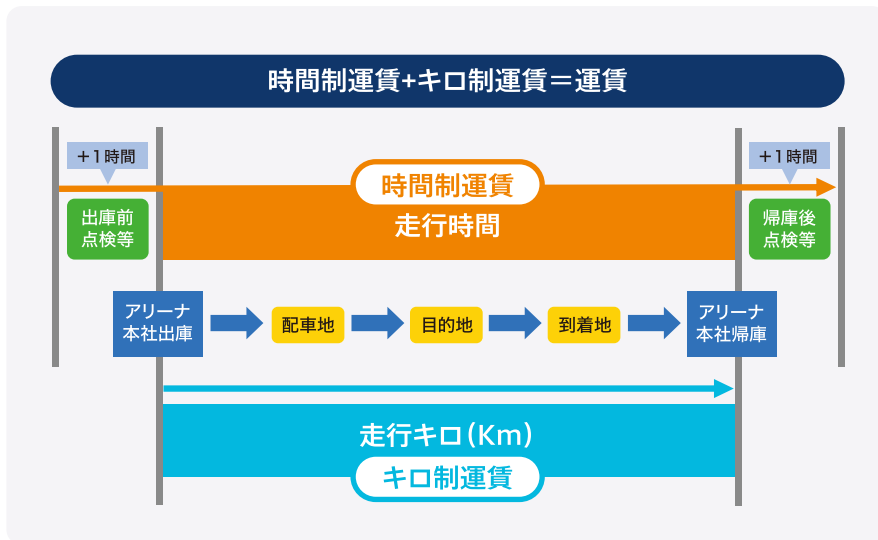 時間制運賃+キロ制運賃＝運賃
＋1時間
＋1時間
時間制運賃
走行時間
出庫前
点検等
帰庫後
点検等
アリーナ
本社出庫
配車地
目的地
到着地
アリーナ
本社帰庫
走行キロ(Km)
キロ制運賃